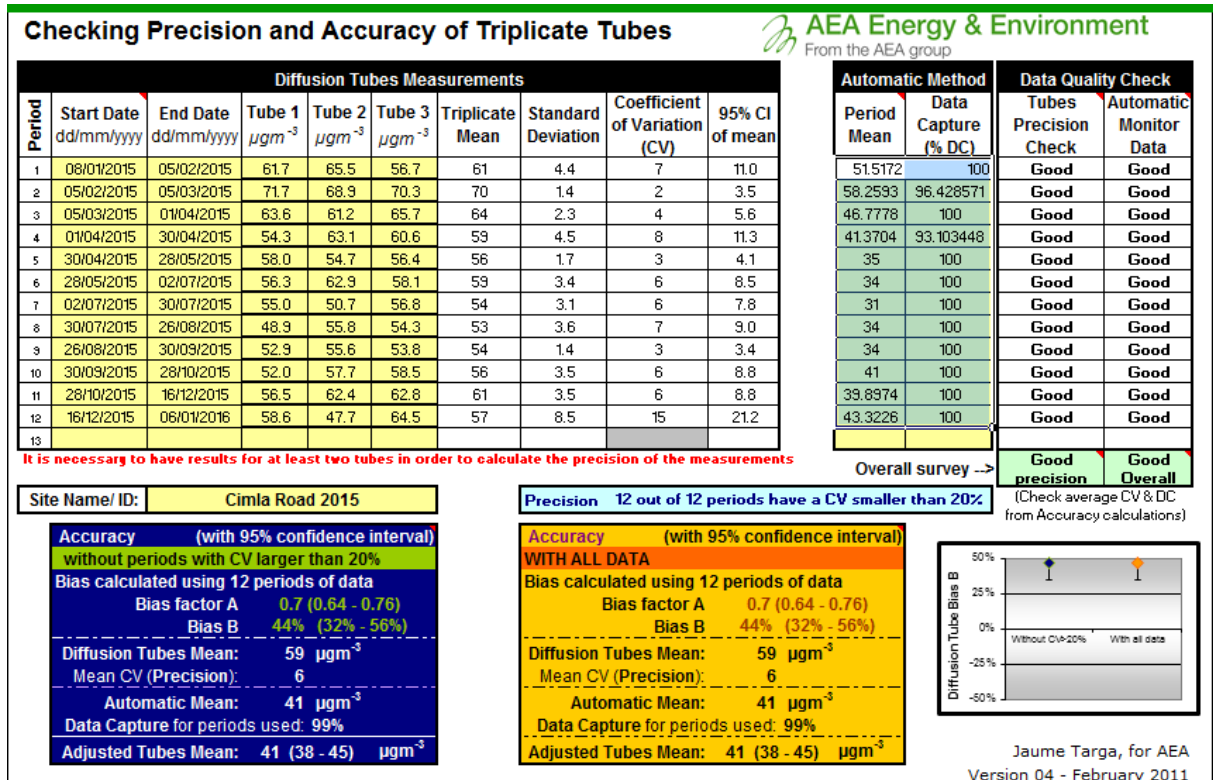 Checking Precision and Accuracy of Triplicate Tubes
AEA Energy & Environment
From the AEA group
Diffusion Tubes Measurements
Automatic Method
Data Quality Check
Period Start Date dd/mm/yyyy End Date dd/mm/yyyy Tube 1 µgm-3 Tube 2 µgm-3 Tube 3 µgm-3 Triplicate Mean Standard Deviation Coefficient of Variation (CV) 95% CI of mean Period Mean Data Capture (% DC) Tubes Precision Check Automatic Monitor Data
1 08/01/2015 05/02/2015 61.7 65.5 56.7 61 4.4 7 11.0 51.5172 100 Good Good
2 05/02/2015 05/03/2015 71.7 68.9 70.3 70 1.4 2 3.5 58.2593 96.428571 Good Good
3 05/03/2015 01/04/2015 63.6 61.2 65.7 64 2.3 4 5.6 46.7778 100 Good Good
4 01/04/2015 30/04/2015 54.3 63.1 60.6 59 4.5 8 11.3 41.3704 93.103448 Good Good
5 30/04/2015 28/05/2015 58.0 54.7 56.4 56 1.7 3 4.1 35 100 Good Good
6 28/05/2015 02/07/2015 56.3 62.9 58.1 59 3.4 6 8.5 34 100 Good Good
7 02/07/2015 30/07/2015 55.0 50.7 56.8 54 3.1 6 7.8 31 100 Good Good
8 30/07/2015 26/08/2015 48.9 55.8 54.3 53 3.6 7 9.0 34 100 Good Good
9 26/08/2015 30/09/2015 52.9 55.6 53.8 54 1.4 3 3.4 34 100 Good Good
10 30/09/2015 28/10/2015 52.0 57.7 58.5 56 3.5 6 8.8 41 100 Good Good
11 28/10/2015 16/12/2015 56.5 62.4 62.8 61 3.5 6 8.8 39.8974 100 Good Good
12 16/12/2015 06/01/2016 58.6 47.7 64.5 57 8.5 15 21.2 43.3226 100 Good Good
13
It is necessary to have results for at least two tubes in order to calculate the precision of the measurements
Overall survey --> Good precision Good Overall
Site Name/ ID: Cimla Road 2015
Precision 12 out of 12 periods have a CV smaller than 20%
(Check average CV & DC
from Accuracy calculations)
Accuracy (with 95% confidence interval)
without periods with CV larger than 20%
Bias calculated using 12 periods of data
Bias factor A 0.7 (0.64 - 0.76)
Bias B 44% (32% - 56%)
Diffusion Tubes Mean: 59 µgm-3
Mean CV (Precision): 6
Automatic Mean: 41 µgm-3
Data Capture for periods used: 99%
Adjusted Tubes Mean: 41 (38 - 45) µgm-3
Accuracy (with 95% confidence interval)
WITH ALL DATA
Bias calculated using 12 periods of data
Bias factor A 0.7 (0.64 - 0.76)
Bias B 44% (32% - 56%)
Diffusion Tubes Mean: 59 µgm-3
Mean CV (Precision): 6
Automatic Mean: 41 µgm-3
Data Capture for periods used: 99%
Adjusted Tubes Mean: 41 (38 - 45) µgm-3
Diffusion Tube Bias B
50%
25%
0%
-25%
-50%
Without CV>20% With all data
Jaume Targa, for AEA
Version 04 - February 2011